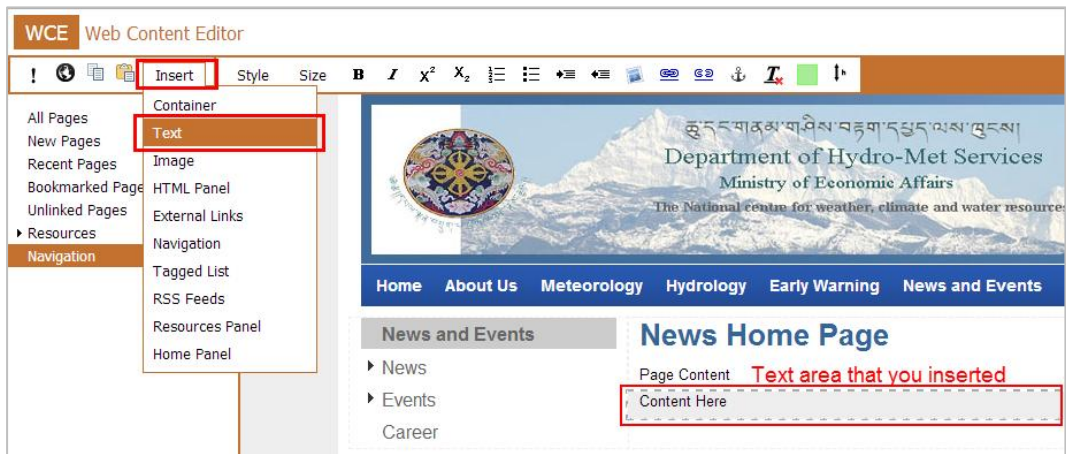 WCE Web Content Editor
! Insert Style Size B I X² X₂
All Pages
New Pages
Recent Pages
Bookmarked Page
Unlinked Pages
Resources
Navigation
Container
Text
Image
HTML Panel
External Links
Navigation
Tagged List
RSS Feeds
Resources Panel
Home Panel
Department of Hydro-Met Services
Ministry of Economic Affairs
The National centre for weather, climate and water resource
Home About Us Meteorology Hydrology Early Warning News and Events
News and Events
News
Events
Career
News Home Page
Page Content Text area that you inserted
Content Here